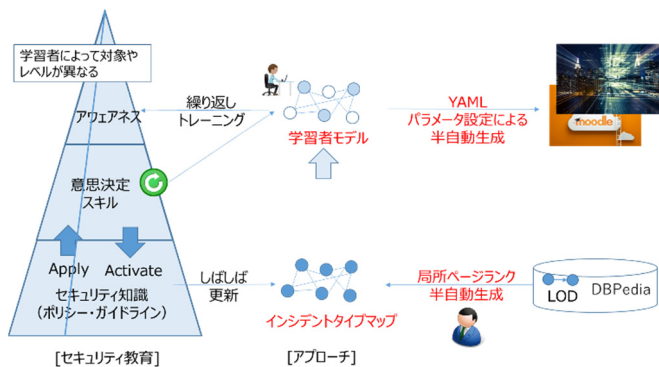 学習者によって対象や
レベルが異なる
アウェアネス
繰り返し
トレーニング
学習者モデル
YAML
パラメータ設定による
半自動生成
moodle
意思決定
スキル
Apply
Activate
セキュリティ知識
(ポリシー・ガイドライン)
しばしば
更新
インシデントタイプマップ
局所ページランク
半自動生成
LOD
DBPedia
[セキュリティ教育]
[アプローチ]